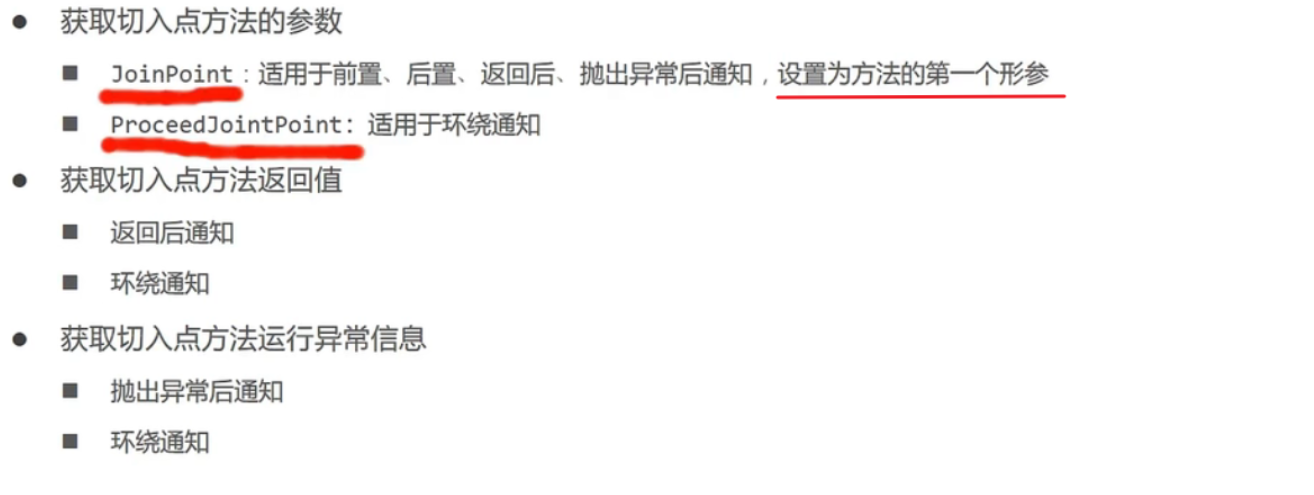 ● 获取切入点方法的参数
■ JoinPoint：适用于前置、后置、返回后、抛出异常后通知，设置为方法的第一个形参
■ ProceedJointPoint：适用于环绕通知
● 获取切入点方法返回值
■ 返回后通知
■ 环绕通知
● 获取切入点方法运行异常信息
■ 抛出异常后通知
■ 环绕通知